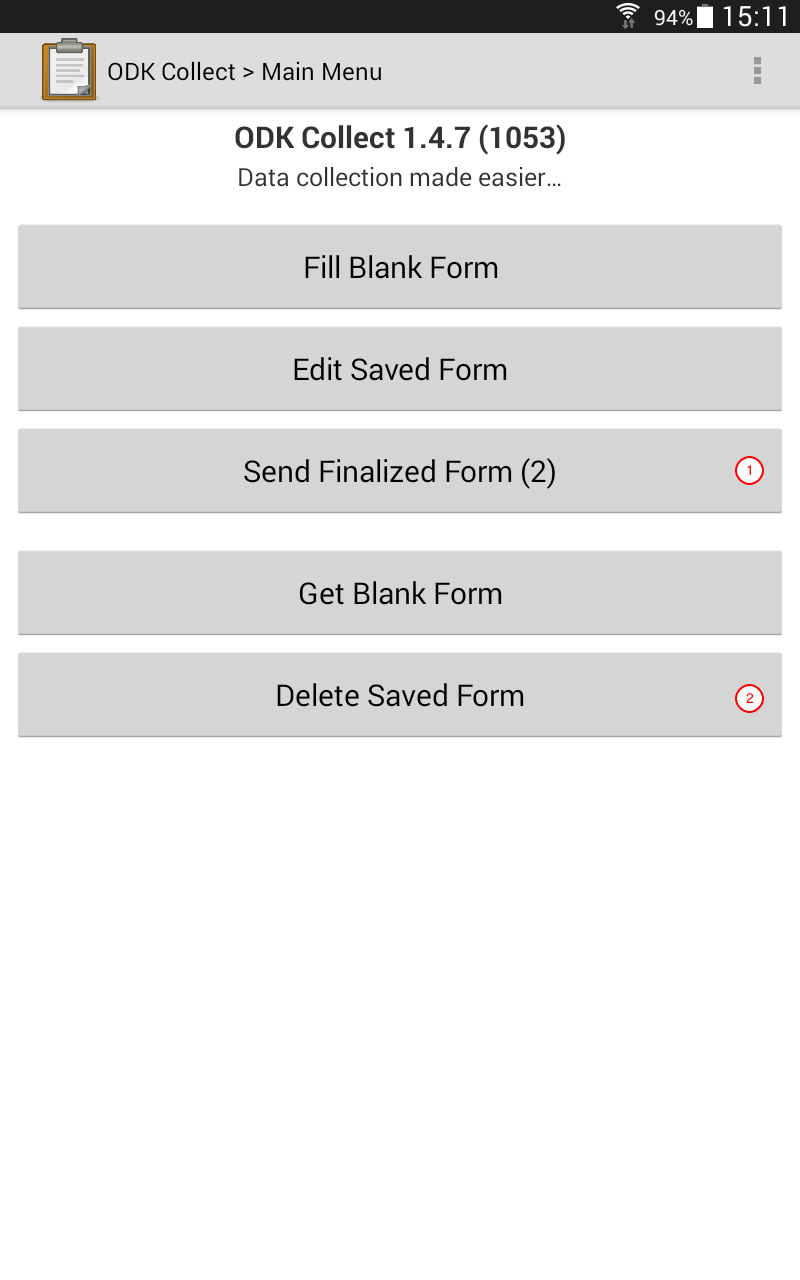 94% 15:11
ODK Collect > Main Menu
ODK Collect 1.4.7 (1053)
Data collection made easier...
Fill Blank Form
Edit Saved Form
Send Finalized Form (2) 1
Get Blank Form
Delete Saved Form 2